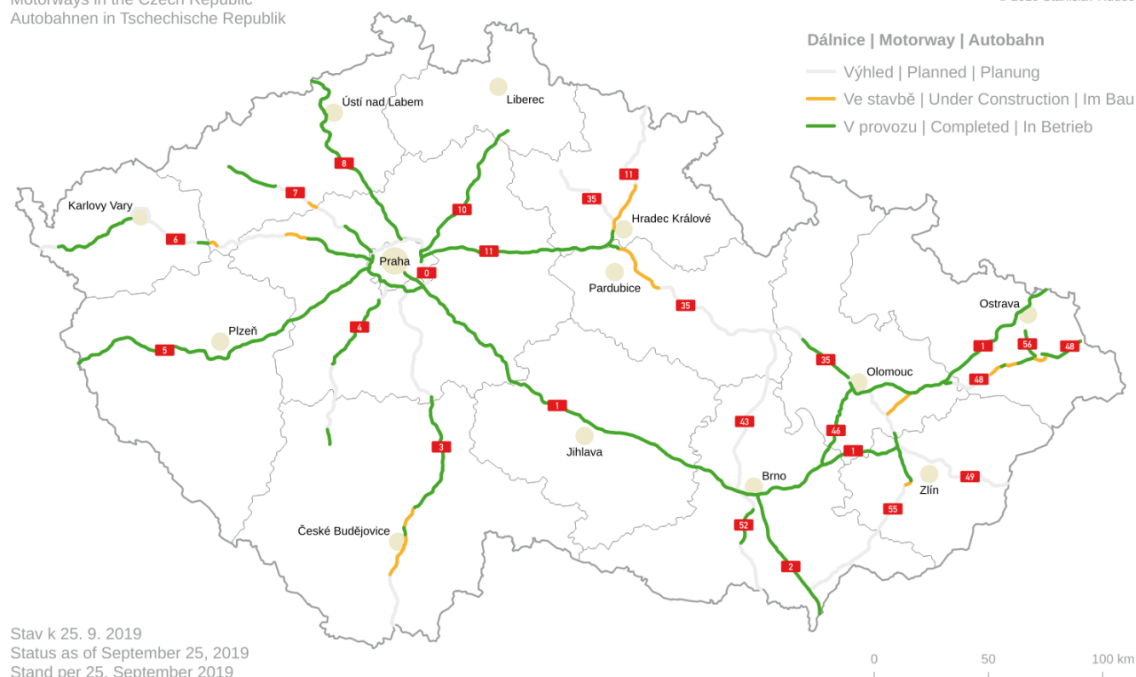 Motorways in the Czech Republic
Autobahnen in Tschechische Republik
© 2019 Stanislav
Dálnice | Motorway | Autobahn
Výhled | Planned | Planung
Ve stavbě | Under Construction | Im Bau
V provozu | Completed | In Betrieb
Ústí nad Labem
Liberec
8
11
7
35
Karlovy Vary
10
Hradec Králové
6
11
Praha
0
Pardubice
35
Ostrava
4
Plzeň
5
1
56
48
35
Olomouc
48
1
43
46
3
Jihlava
1
Brno
49
Zlín
55
52
České Budějovice
2
Stav k 25. 9. 2019
Status as of September 25, 2019
Stand per 25. September 2019
0
50
100 km